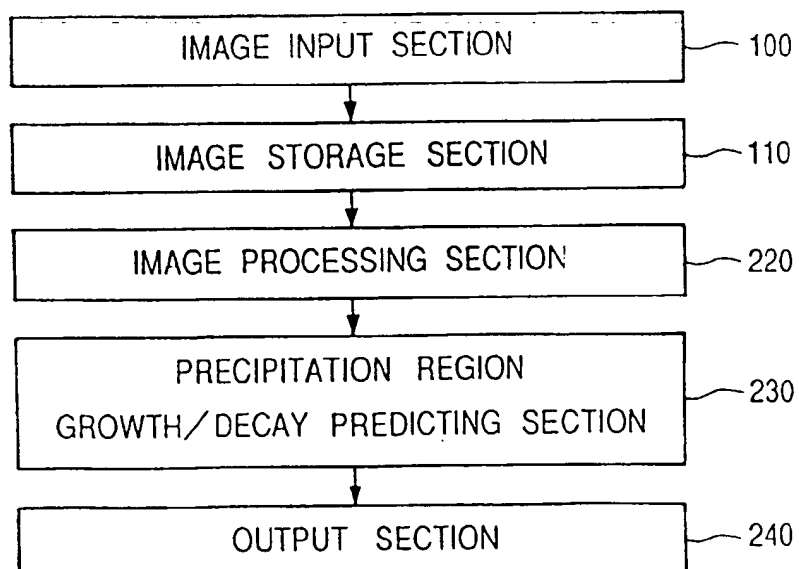 IMAGE INPUT SECTION 100
IMAGE STORAGE SECTION 110
IMAGE PROCESSING SECTION 220
PRECIPITATION REGION
GROWTH/DECAY PREDICTING SECTION 230
OUTPUT SECTION 240